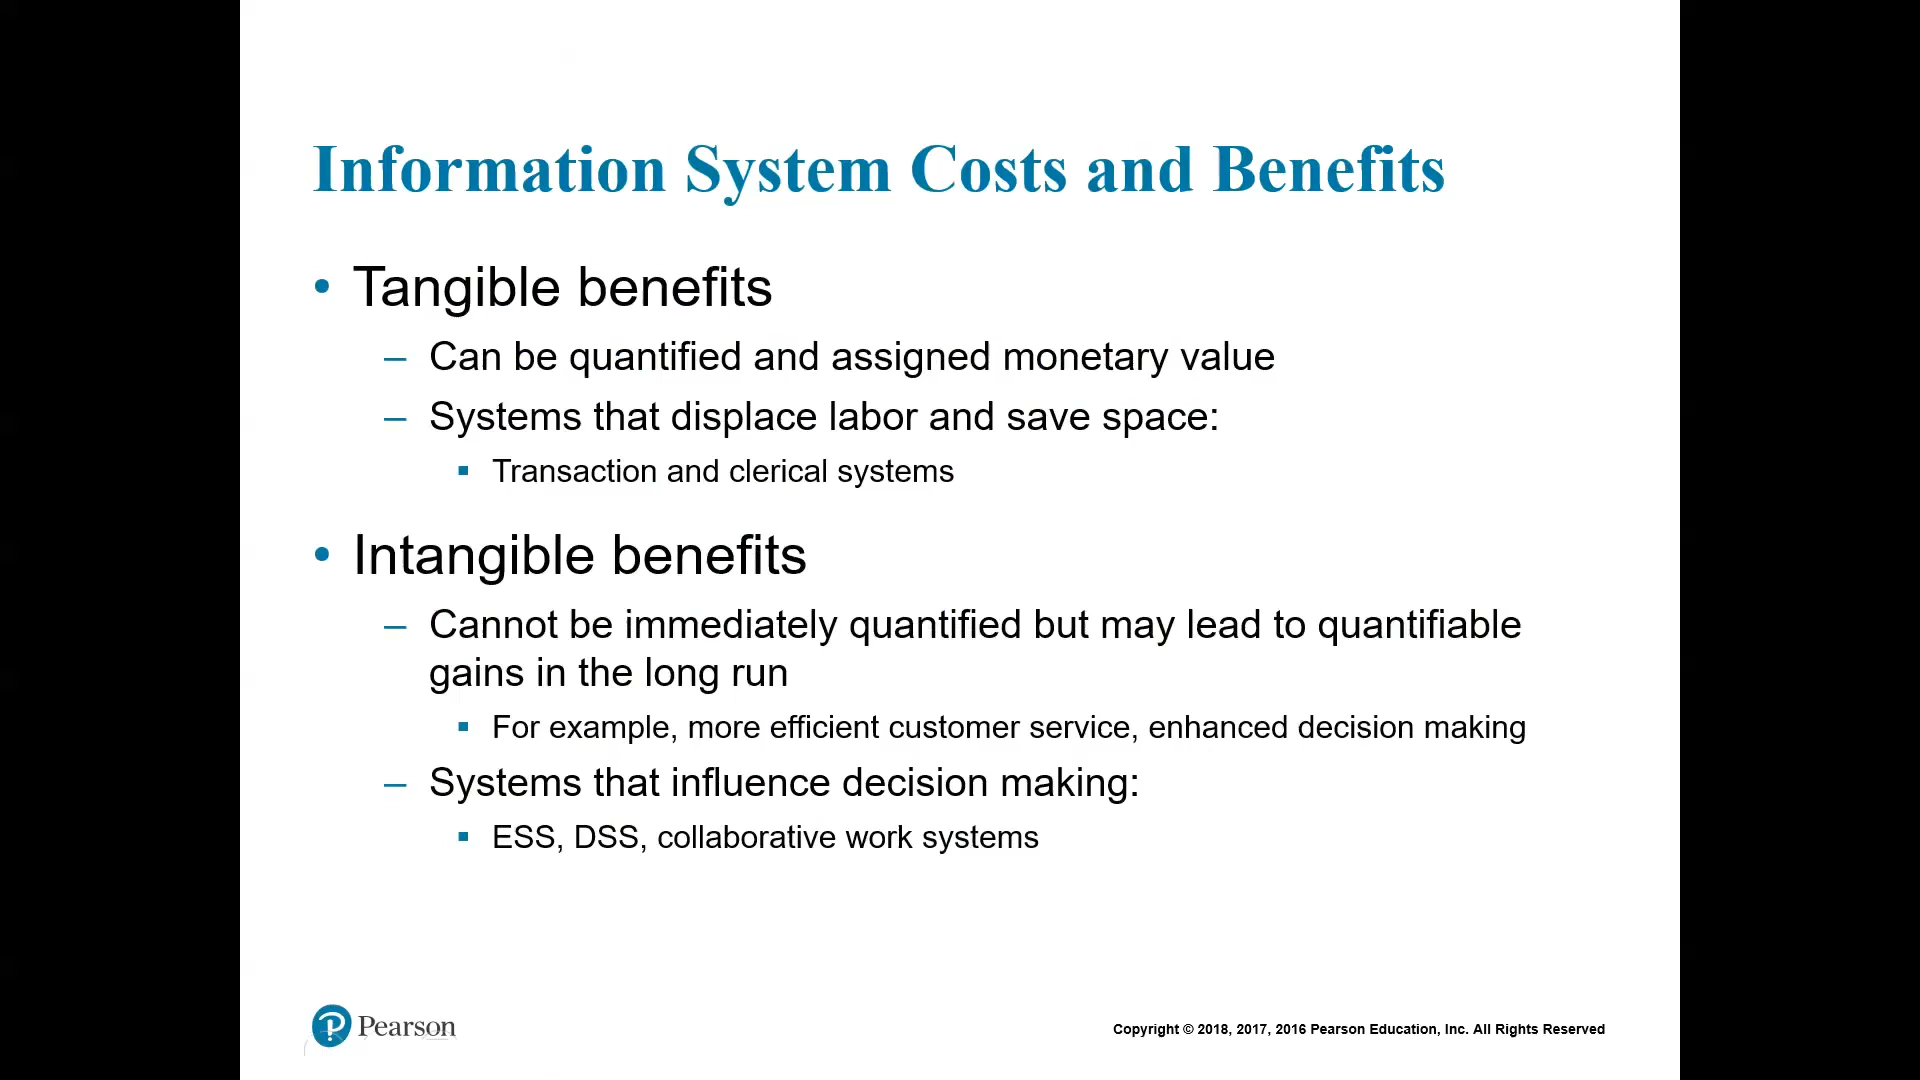 Information System Costs and Benefits
• Tangible benefits
– Can be quantified and assigned monetary value
– Systems that displace labor and save space:
▪ Transaction and clerical systems
• Intangible benefits
– Cannot be immediately quantified but may lead to quantifiable
gains in the long run
▪ For example, more efficient customer service, enhanced decision making
– Systems that influence decision making:
▪ ESS, DSS, collaborative work systems
Pearson
Copyright © 2018, 2017, 2016 Pearson Education, Inc. All Rights Reserved